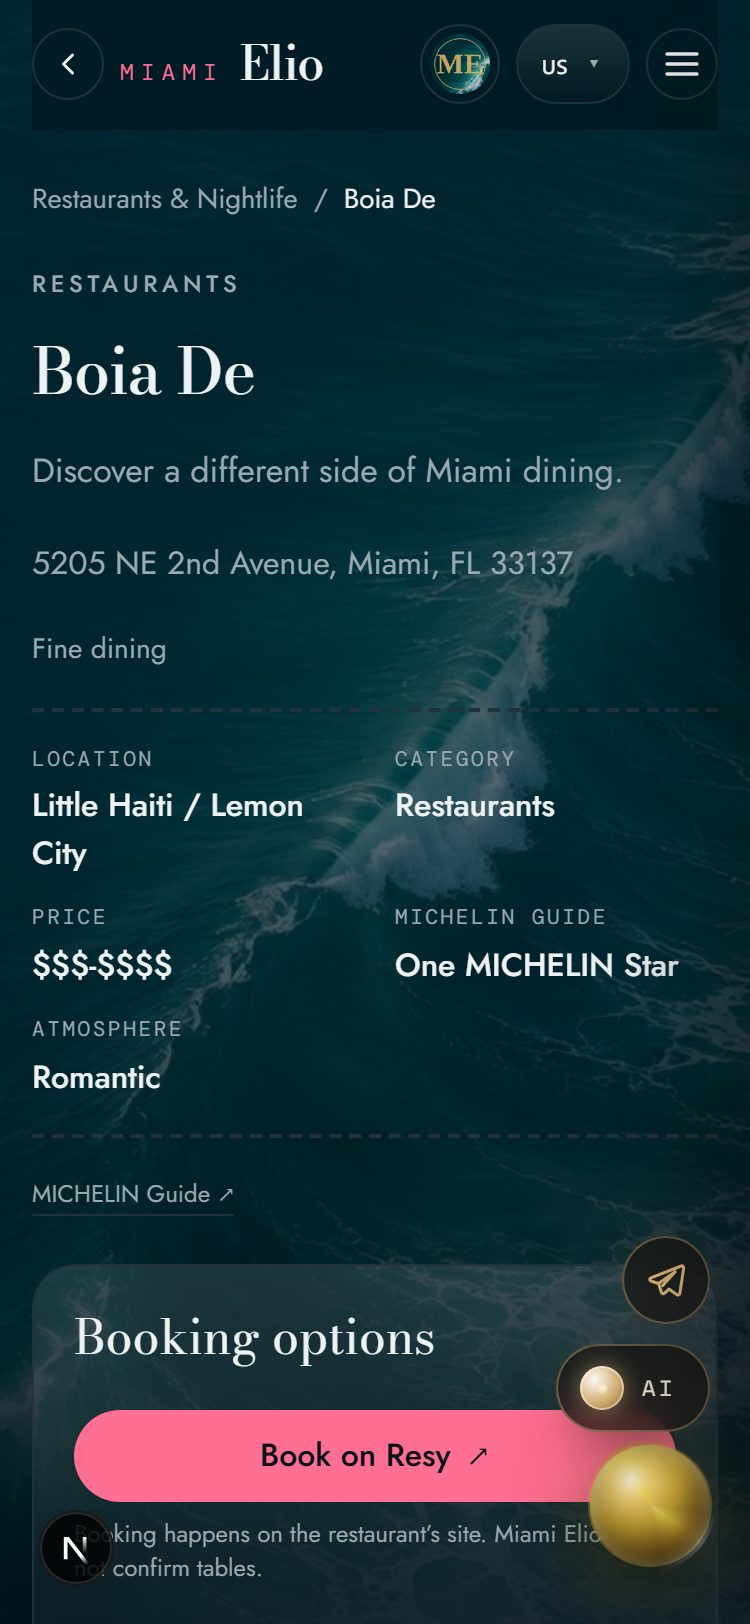 MIAMI Elio
ME
US
Restaurants & Nightlife / Boia De
RESTAURANTS
Boia De
Discover a different side of Miami dining.
5205 NE 2nd Avenue, Miami, FL 33137
Fine dining
LOCATION
Little Haiti / Lemon
City
CATEGORY
Restaurants
PRICE
$$$-$$$$
MICHELIN GUIDE
One MICHELIN Star
ATMOSPHERE
Romantic
MICHELIN Guide ↗
Booking options
AI
Book on Resy ↗
Booking happens on the restaurant's site. Miami Elio
not confirm tables.
N